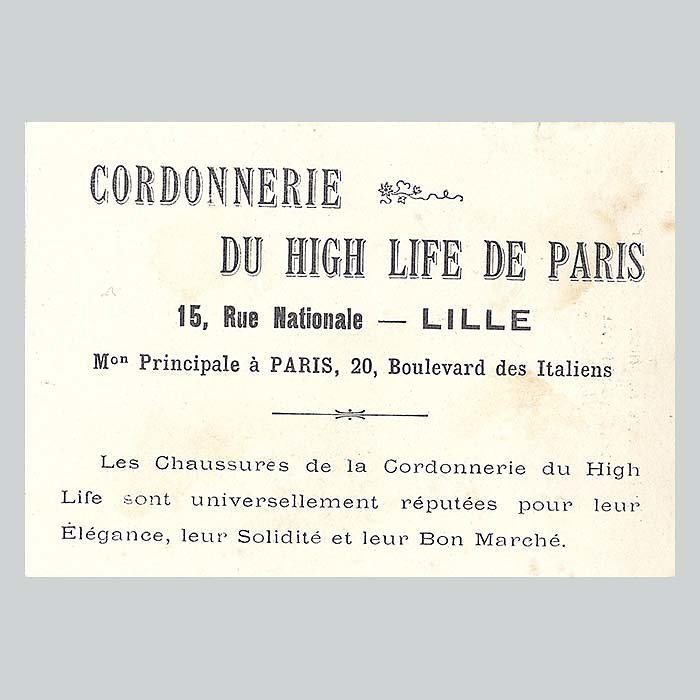 CORDONNERIE
DU HIGH LIFE DE PARIS
15, Rue Nationale — LILLE
Mon Principale à PARIS, 20, Boulevard des Italiens
Les Chaussures de la Cordonnerie du High
Life sont universellement réputées pour leur
Élégance, leur Solidité et leur Bon Marché.